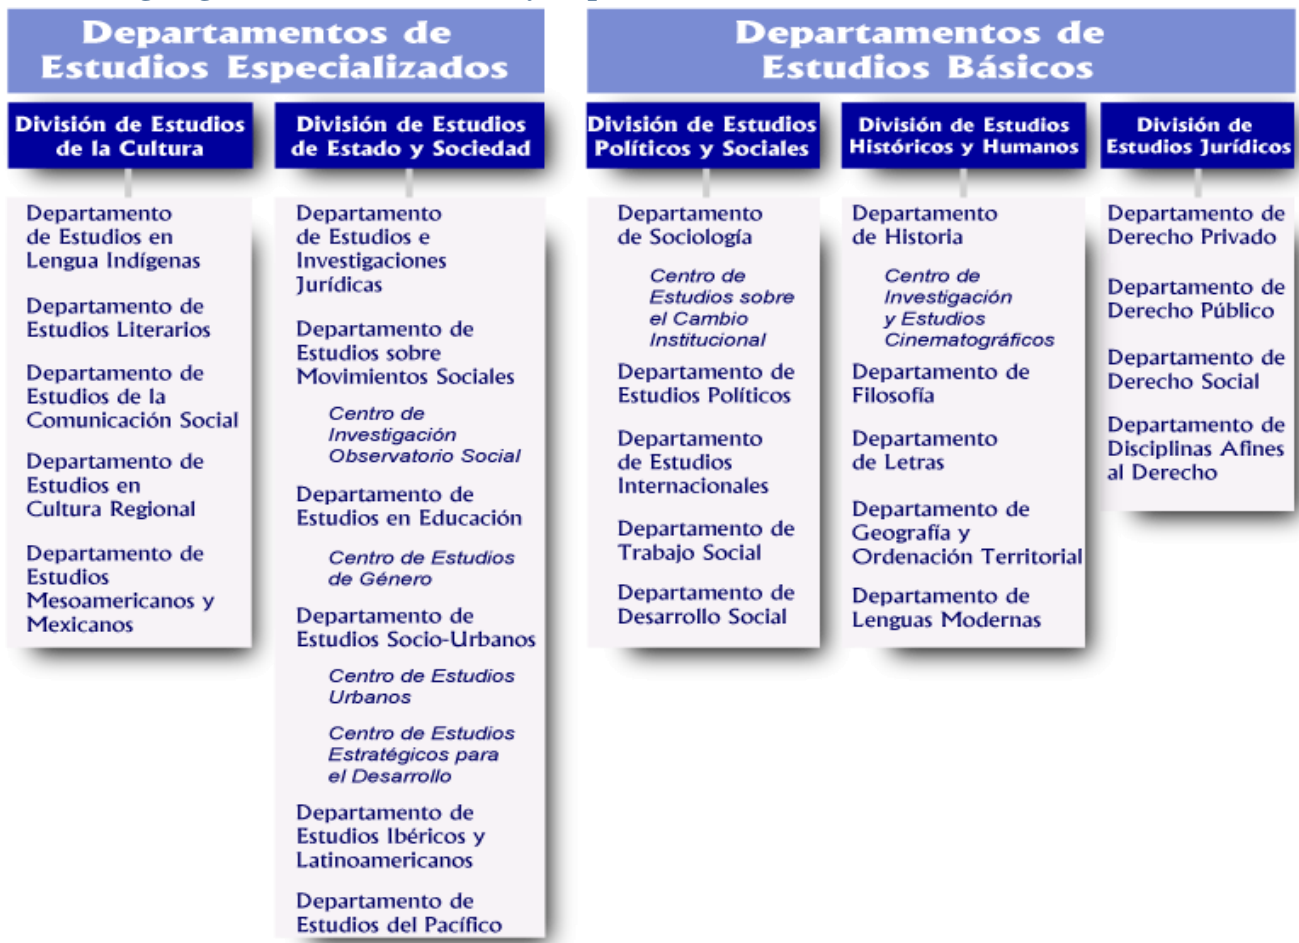 Departamentos de
Estudios Especializados
División de Estudios
de la Cultura
Departamento
de Estudios en
Lengua Indígenas
Departamento de
Estudios Literarios
Departamento de
Estudios de la
Comunicación Social
Departamento de
Estudios en
Cultura Regional
Departamento de
Estudios
Mesoamericanos y
Mexicanos
División de Estudios
de Estado y Sociedad
Departamento
de Estudios e
Investigaciones
Jurídicas
Departamento de
Estudios sobre
Movimientos Sociales
Centro de
Investigación
Observatorio Social
Departamento de
Estudios en Educación
Centro de Estudios
de Género
Departamento de
Estudios Socio-Urbanos
Centro de Estudios
Urbanos
Centro de Estudios
Estratégicos para
el Desarrollo
Departamento de
Estudios Ibéricos y
Latinoamericanos
Departamento de
Estudios del Pacífico
Departamentos de
Estudios Básicos
División de Estudios
Políticos y Sociales
Departamento
de Sociología
Centro de
Estudios sobre
el Cambio
Institucional
Departamento de
Estudios Políticos
Departamento
de Estudios
Internacionales
Departamento de
Trabajo Social
Departamento de
Desarrollo Social
División de Estudios
Históricos y Humanos
Departamento
de Historia
Centro de
Investigación
y Estudios
Cinematográficos
Departamento de
Filosofía
Departamento
de Letras
Departamento de
Geografía y
Ordenación Territorial
Departamento de
Lenguas Modernas
División de
Estudios Jurídicos
Departamento de
Derecho Privado
Departamento de
Derecho Público
Departamento de
Derecho Social
Departamento de
Disciplinas Afines
al Derecho